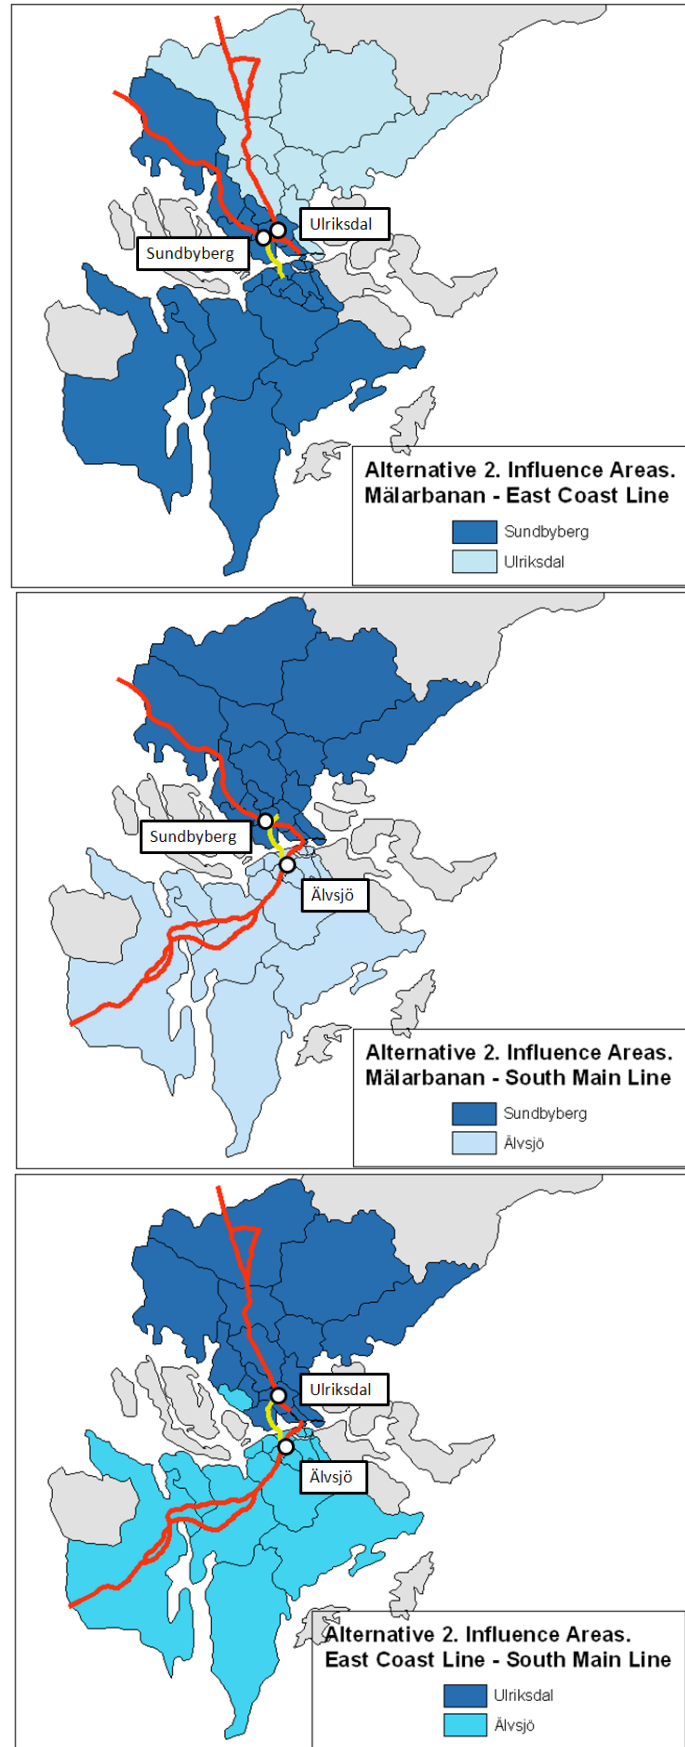 Ulriksdal
Sundbyberg
Alternative 2. Influence Areas.
Mälarbanan - East Coast Line
Sundbyberg
Ulriksdal
Sundbyberg
Älvsjö
Alternative 2. Influence Areas.
Mälarbanan - South Main Line
Sundbyberg
Älvsjö
Ulriksdal
Älvsjö
Alternative 2. Influence Areas.
East Coast Line - South Main Line
Ulriksdal
Älvsjö